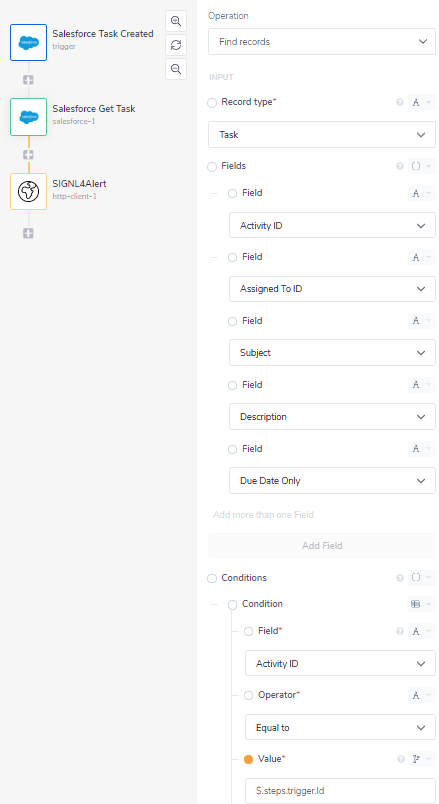 Salesforce Task Created
trigger
Salesforce Get Task
salesforce-1
SIGNL4Alert
http-client-1
Operation
Find records
INPUT
Record type*
A
Task
Fields
Field
A
Activity ID
Field
A
Assigned To ID
Field
A
Subject
Field
A
Description
Field
A
Due Date Only
Add more than one Field
Add Field
Conditions
Condition
Field*
A
Activity ID
Operator*
A
Equal to
Value*
$.steps.trigger.Id